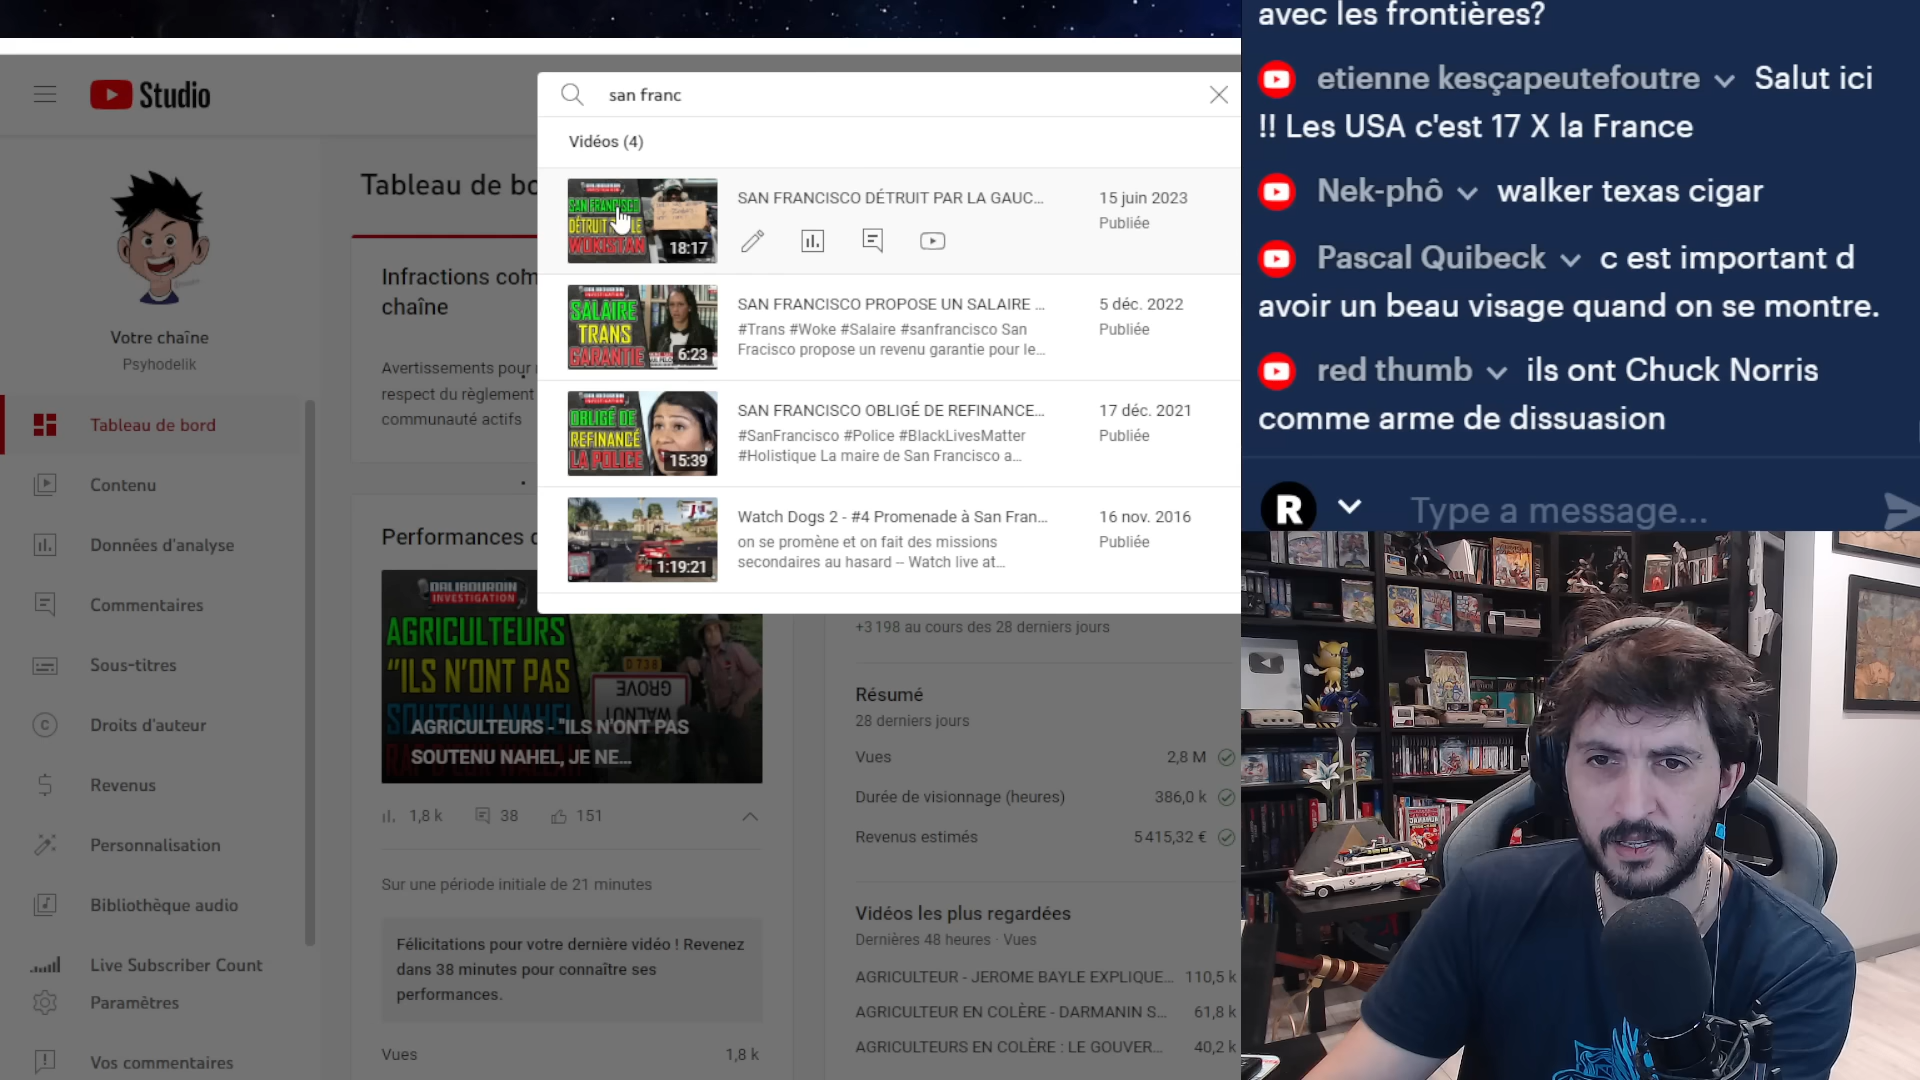 Studio
Votre chaîne
Psyhodelik
Tableau de bord
Contenu
Données d'analyse
Commentaires
Sous-titres
Droits d'auteur
Revenus
Personnalisation
Bibliothèque audio
Live Subscriber Count
Paramètres
Vos commentaires
Tableau de bo
Infractions com
chaîne
Avertissements pour
respect du règlement
communauté actifs
Performances
DALIBOURDIN
INVESTIGATION
AGRICULTEURS
"ILS N'ONT PAS
SOUTENU NAHEL
D 738
AGRICULTEURS - "ILS N'ONT PAS
SOUTENU NAHEL, JE NE...
1,8 k
38
151
Sur une période initiale de 21 minutes
Félicitations pour votre dernière vidéo ! Revenez
dans 38 minutes pour connaître ses
performances.
Vues
1,8 k
san franc
Vidéos (4)
SAN FRANCISCO
DÉTRUIT
WOKISTAN
18:17
SAN FRANCISCO DÉTRUIT PAR LA GAUC...
15 juin 2023
Publiée
SALAIRE
TRANS
GARANTIE
6:23
SAN FRANCISCO PROPOSE UN SALAIRE ...
#Trans #Woke #Salaire #sanfrancisco San
Fracisco propose un revenu garantie pour le...
5 déc. 2022
Publiée
OBLIGÉ DE
REFINANCÉ
LA POLICE
15:39
SAN FRANCISCO OBLIGÉ DE REFINANCE...
#SanFrancisco #Police #BlackLivesMatter
#Holistique La maire de San Francisco a...
17 déc. 2021
Publiée
1:19:21
Watch Dogs 2 - #4 Promenade à San Fran...
on se promène et on fait des missions
secondaires au hasard -- Watch live at...
16 nov. 2016
Publiée
+3 198 au cours des 28 derniers jours
Résumé
28 derniers jours
Vues 2,8 M
Durée de visionnage (heures) 386,0 k
Revenus estimés 5 415,32 €
Vidéos les plus regardées
Dernières 48 heures · Vues
AGRICULTEUR - JEROME BAYLE EXPLIQUE... 110,5 k
AGRICULTEUR EN COLÈRE - DARMANIN S... 61,8 k
AGRICULTEURS EN COLÈRE : LE GOUVER... 40,2 k
avec les frontières?
etienne kesçapeutefoutre Salut ici
!! Les USA c'est 17 X la France
Nek-phô walker texas cigar
Pascal Quibeck c est important d
avoir un beau visage quand on se montre.
red thumb ils ont Chuck Norris
comme arme de dissuasion
R
Type a message...